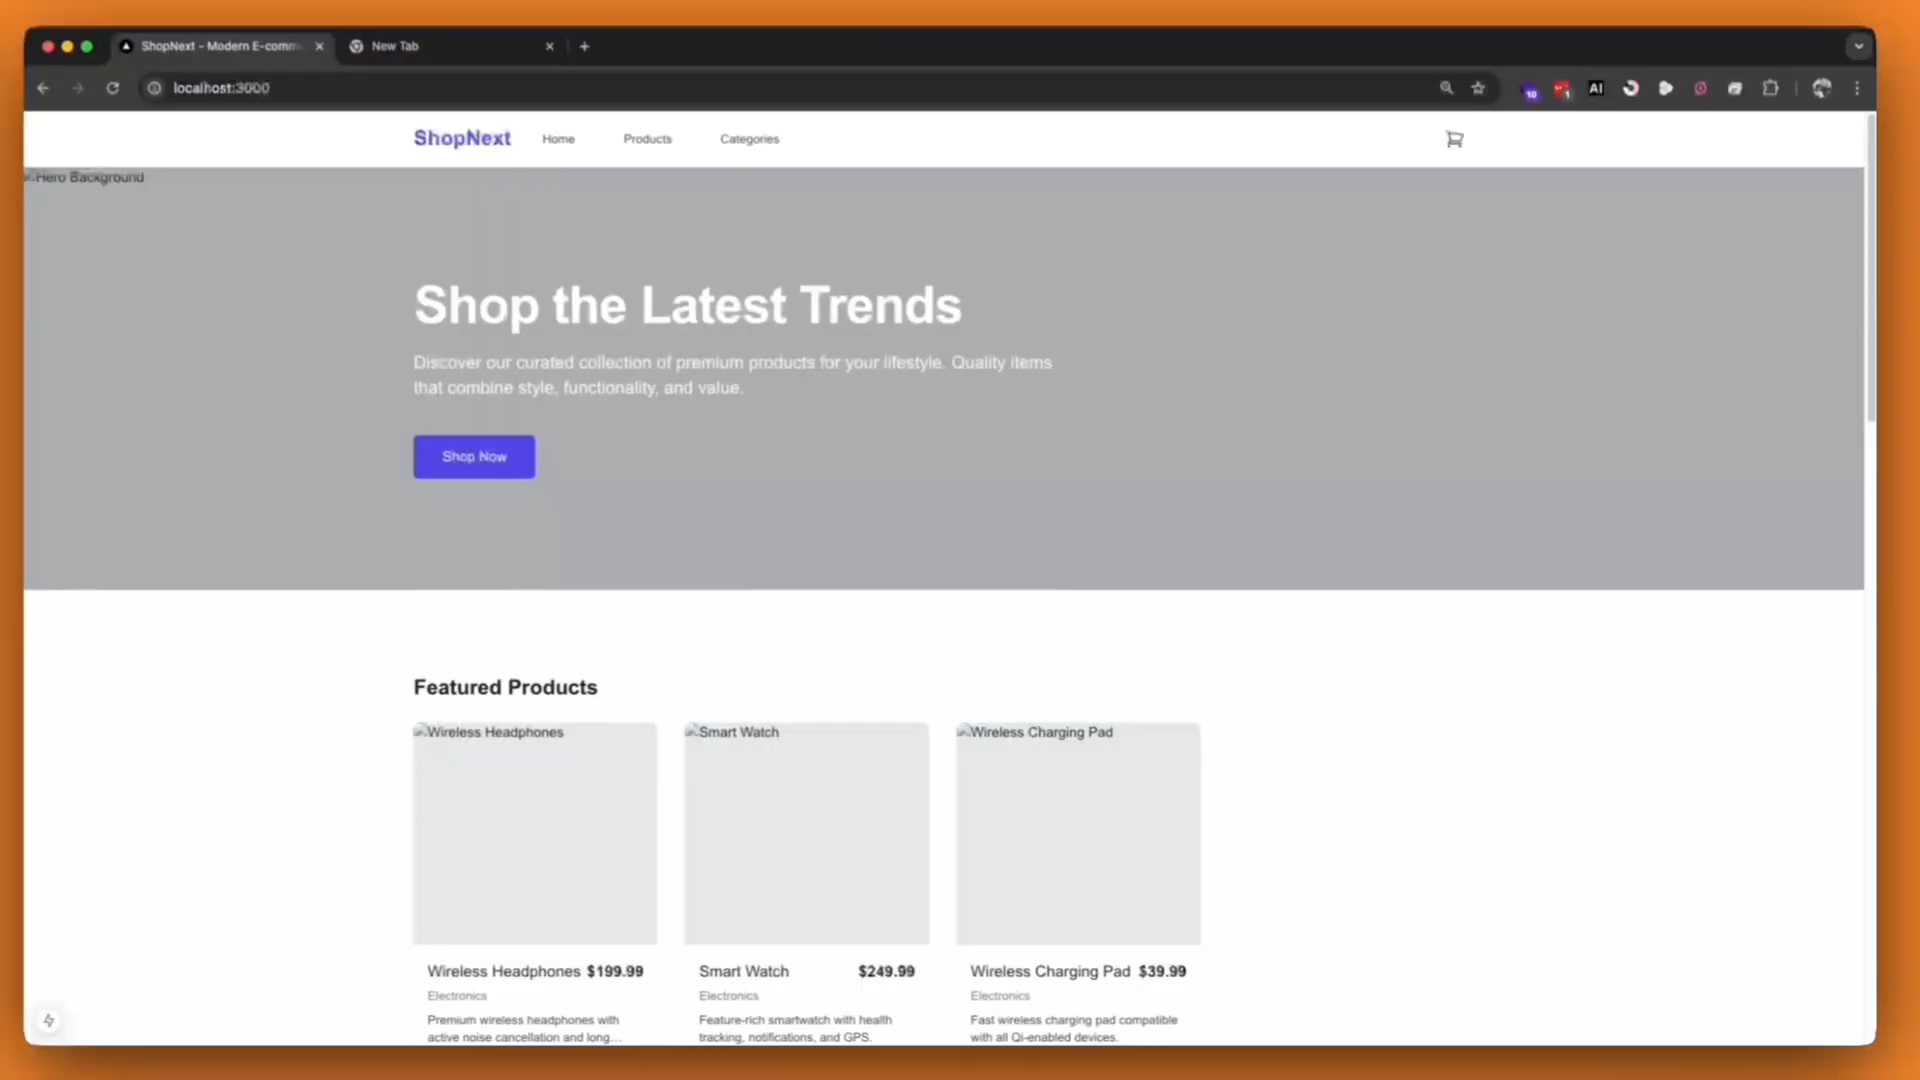 ShopNext - Modern E-comm
New Tab
localhost:3000
10
1
AI
ShopNext
Home
Products
Categories
Hero Background
Shop the Latest Trends
Discover our curated collection of premium products for your lifestyle. Quality items
that combine style, functionality, and value.
Shop Now
Featured Products
Wireless Headphones
Smart Watch
Wireless Charging Pad
Wireless Headphones $199.99
Electronics
Premium wireless headphones with
active noise cancellation and long...
Smart Watch $249.99
Electronics
Feature-rich smartwatch with health
tracking, notifications, and GPS.
Wireless Charging Pad $39.99
Electronics
Fast wireless charging pad compatible
with all Qi-enabled devices.